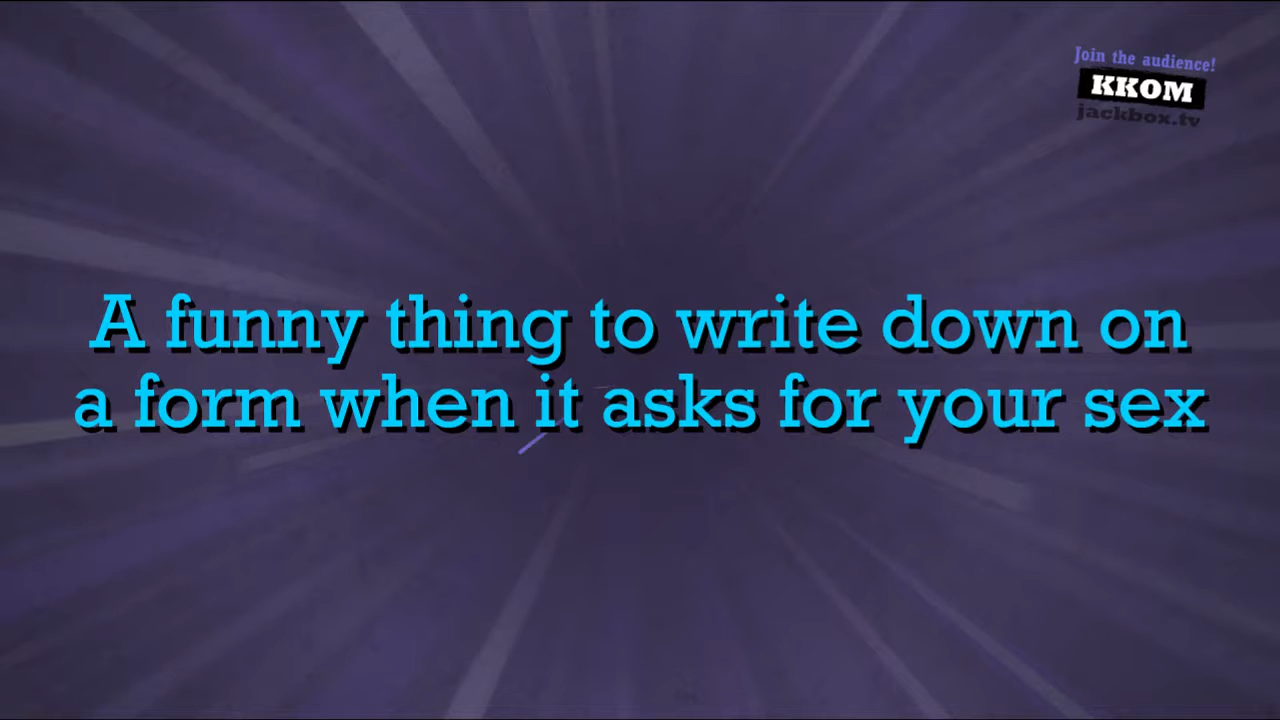 Join the audience!
KKOM
jackbox.tv
A funny thing to write down on
a form when it asks for your sex